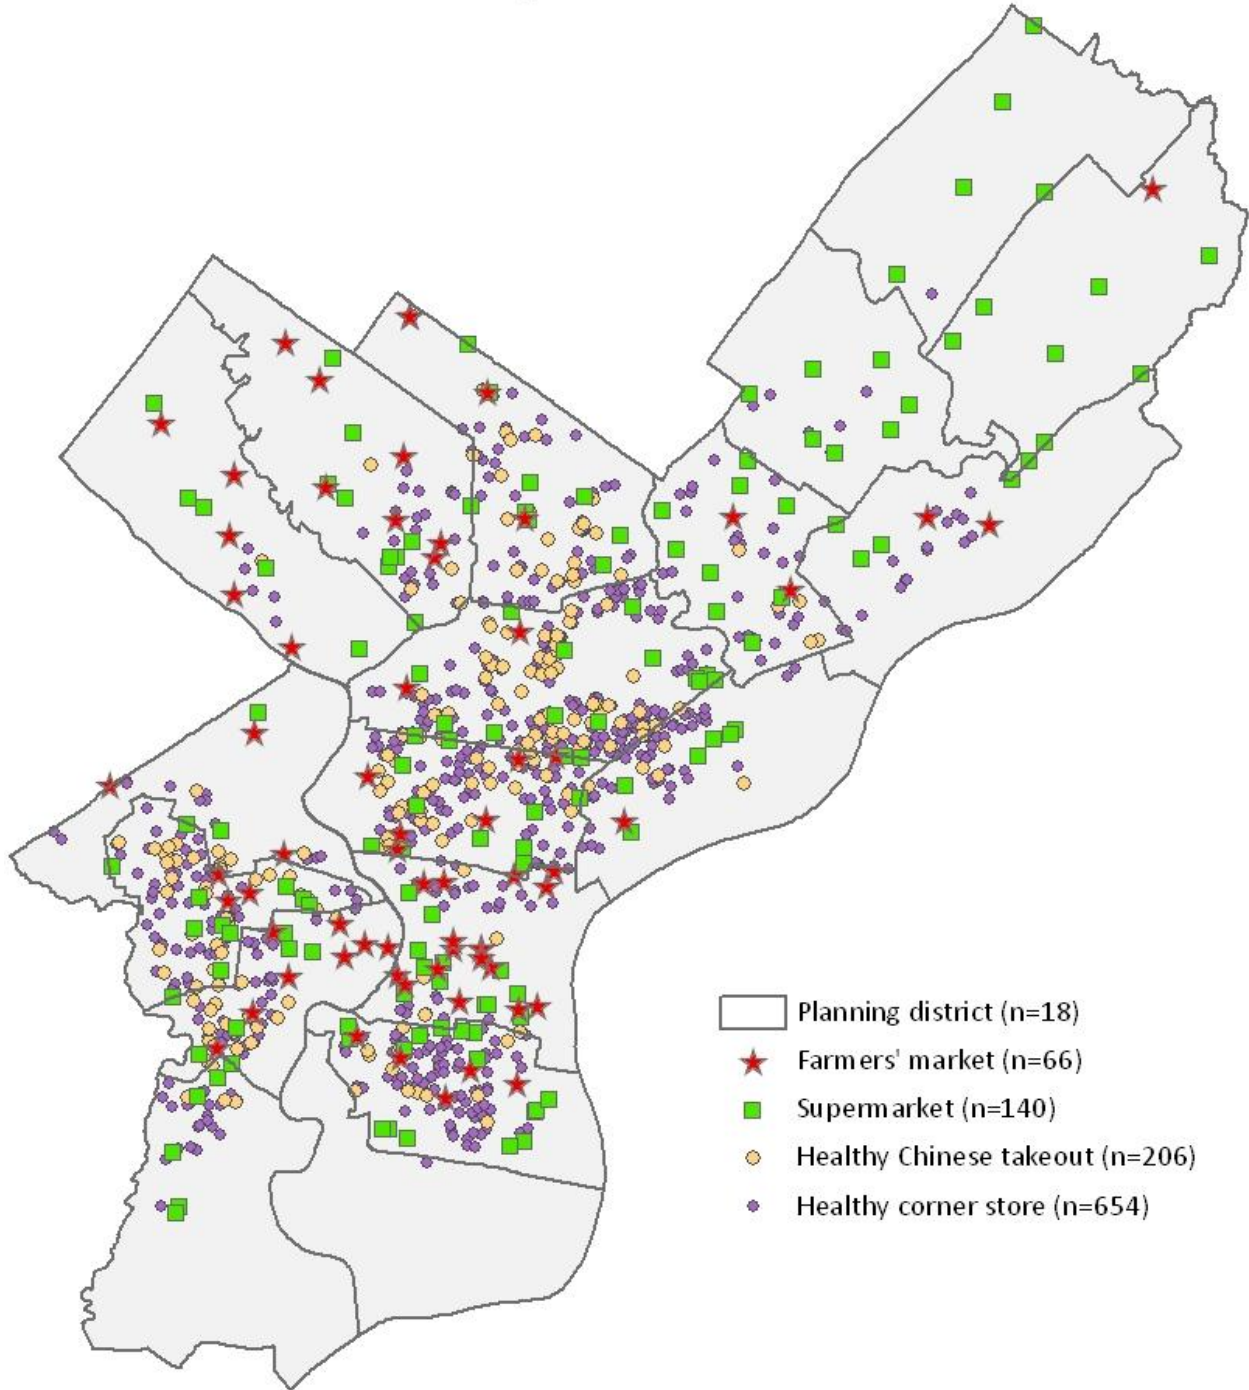 Planning district (n=18)
Farmers' market (n=66)
Supermarket (n=140)
Healthy Chinese takeout (n=206)
Healthy corner store (n=654)